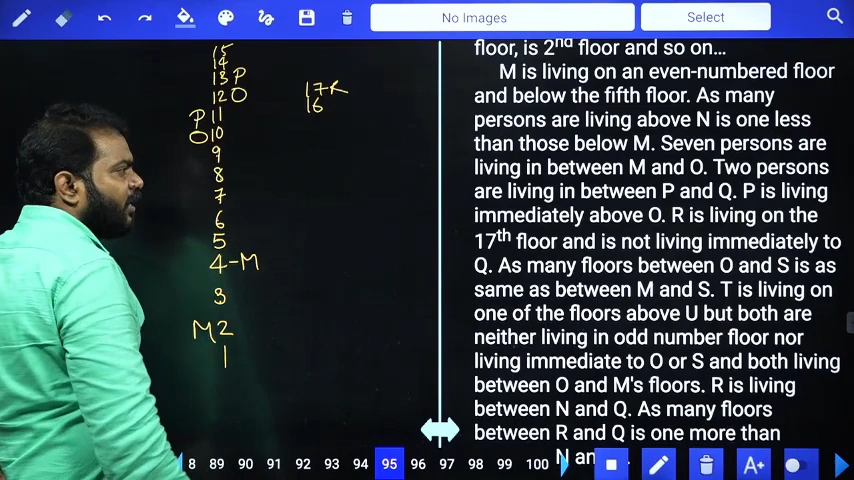 No Images
Select
floor, is 2nd floor and so on...
M is living on an even-numbered floor
and below the fifth floor. As many
persons are living above N is one less
than those below M. Seven persons are
living in between M and O. Two persons
are living in between P and Q. P is living
immediately above O. R is living on the
17th floor and is not living immediately to
Q. As many floors between O and S is as
same as between M and S. T is living on
one of the floors above U but both are
neither living in odd number floor nor
living immediate to O or S and both living
between O and M's floors. R is living
between N and Q. As many floors
between R and Q is one more than
N an
15
14
13 P
12 O
P 11
O 10
9
8
7
6
5
4-M
3
M 2
1
17R
16
8 89 90 91 92 93 94 95 96 97 98 99 100
A+